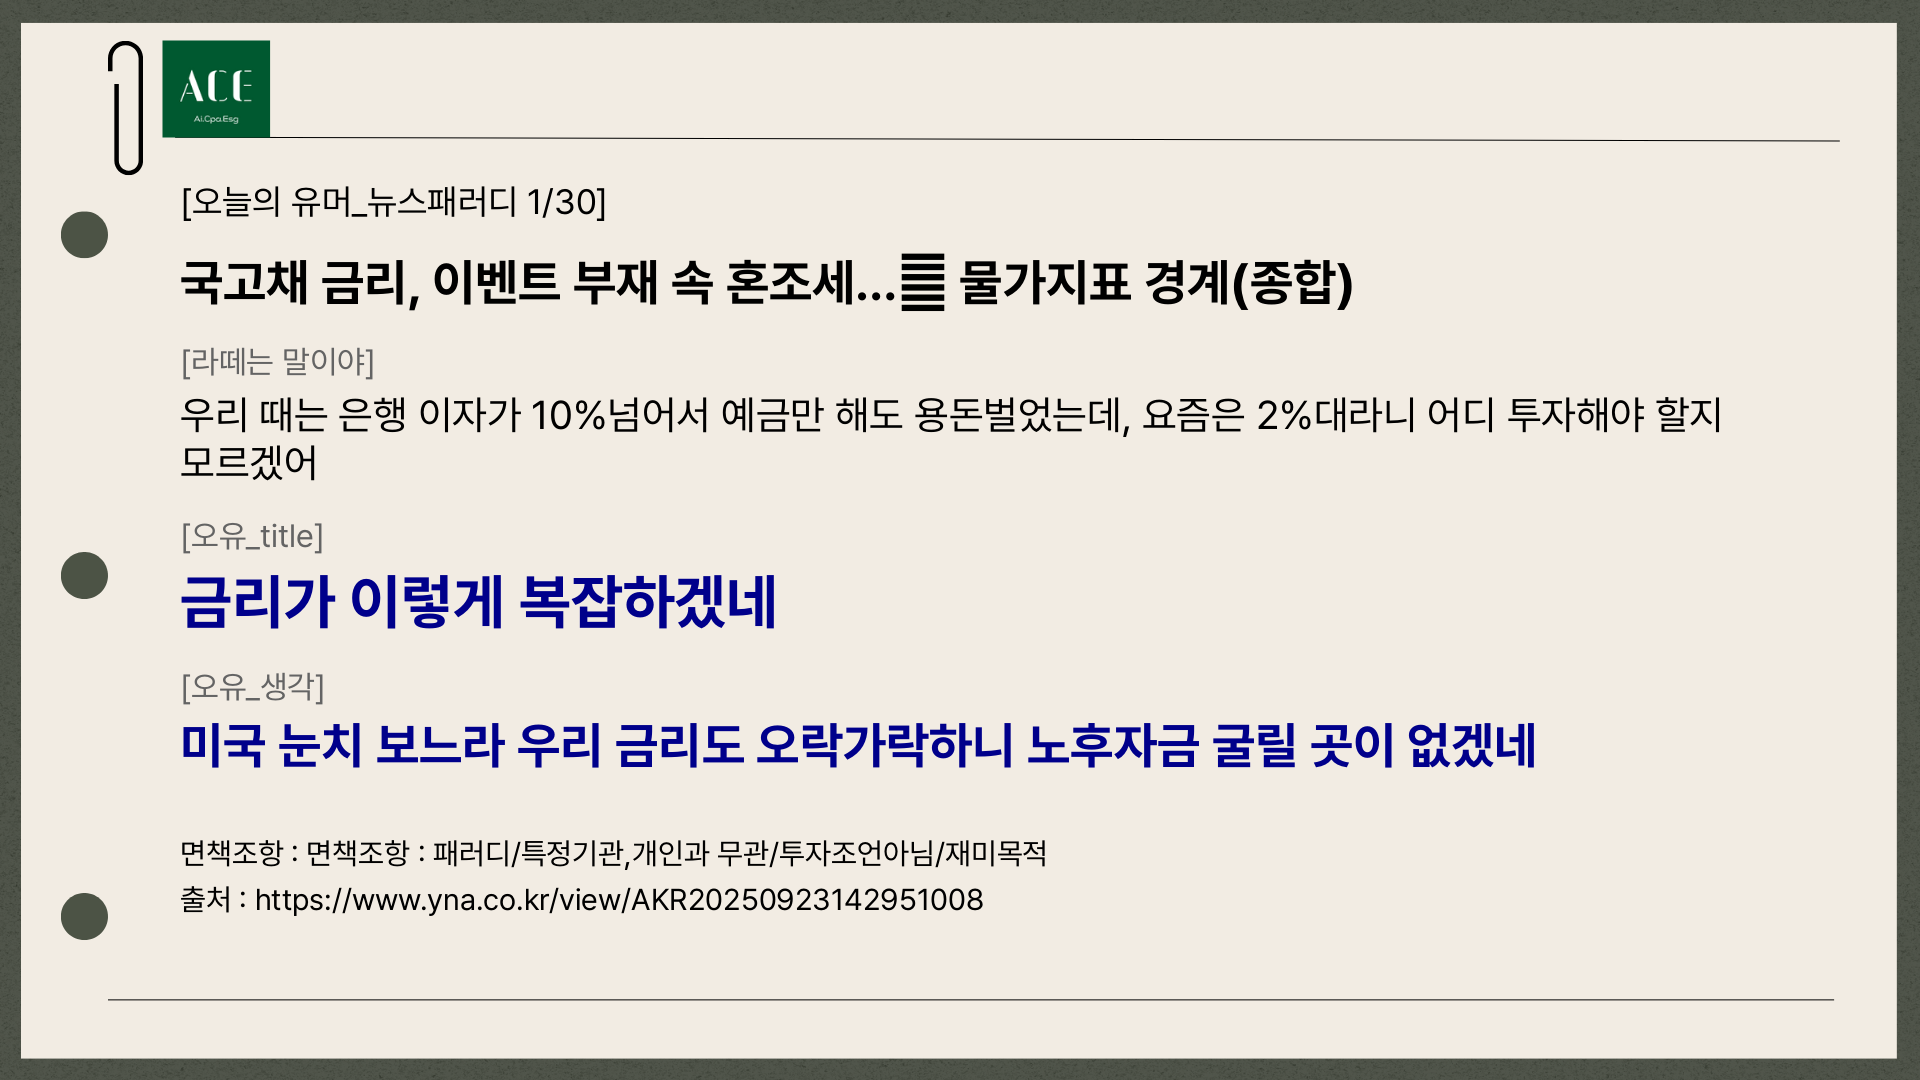 ACE
Ai.Cpa.Esg
[오늘의 유머_뉴스패러디 1/30]
국고채 금리, 이벤트 부재 속 혼조세… 물가지표 경계(종합)
[라떼는 말이야]
우리 때는 은행 이자가 10%넘어서 예금만 해도 용돈벌었는데, 요즘은 2%대라니 어디 투자해야 할지
모르겠어
[오유_title]
금리가 이렇게 복잡하겠네
[오유_생각]
미국 눈치 보느라 우리 금리도 오락가락하니 노후자금 굴릴 곳이 없겠네
면책조항 : 면책조항 : 패러디/특정기관,개인과 무관/투자조언아님/재미목적
출처 : https://www.yna.co.kr/view/AKR20250923142951008